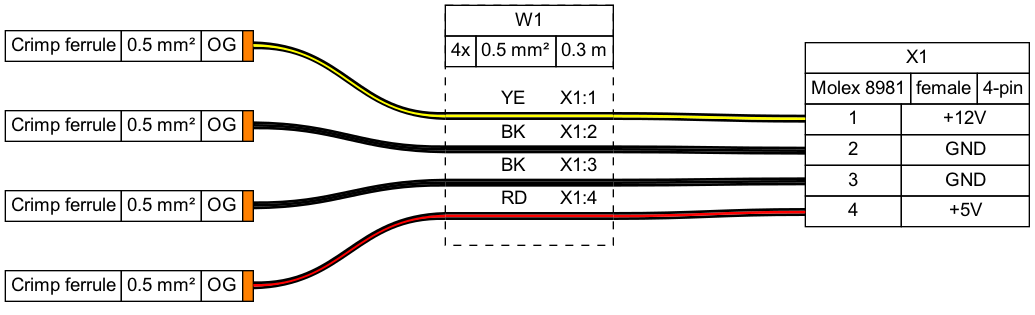 Crimp ferrule 0.5 mm² OG
Crimp ferrule 0.5 mm² OG
Crimp ferrule 0.5 mm² OG
Crimp ferrule 0.5 mm² OG
W1
4x 0.5 mm² 0.3 m
YE X1:1
BK X1:2
BK X1:3
RD X1:4
X1
Molex 8981 female 4-pin
1 +12V
2 GND
3 GND
4 +5V